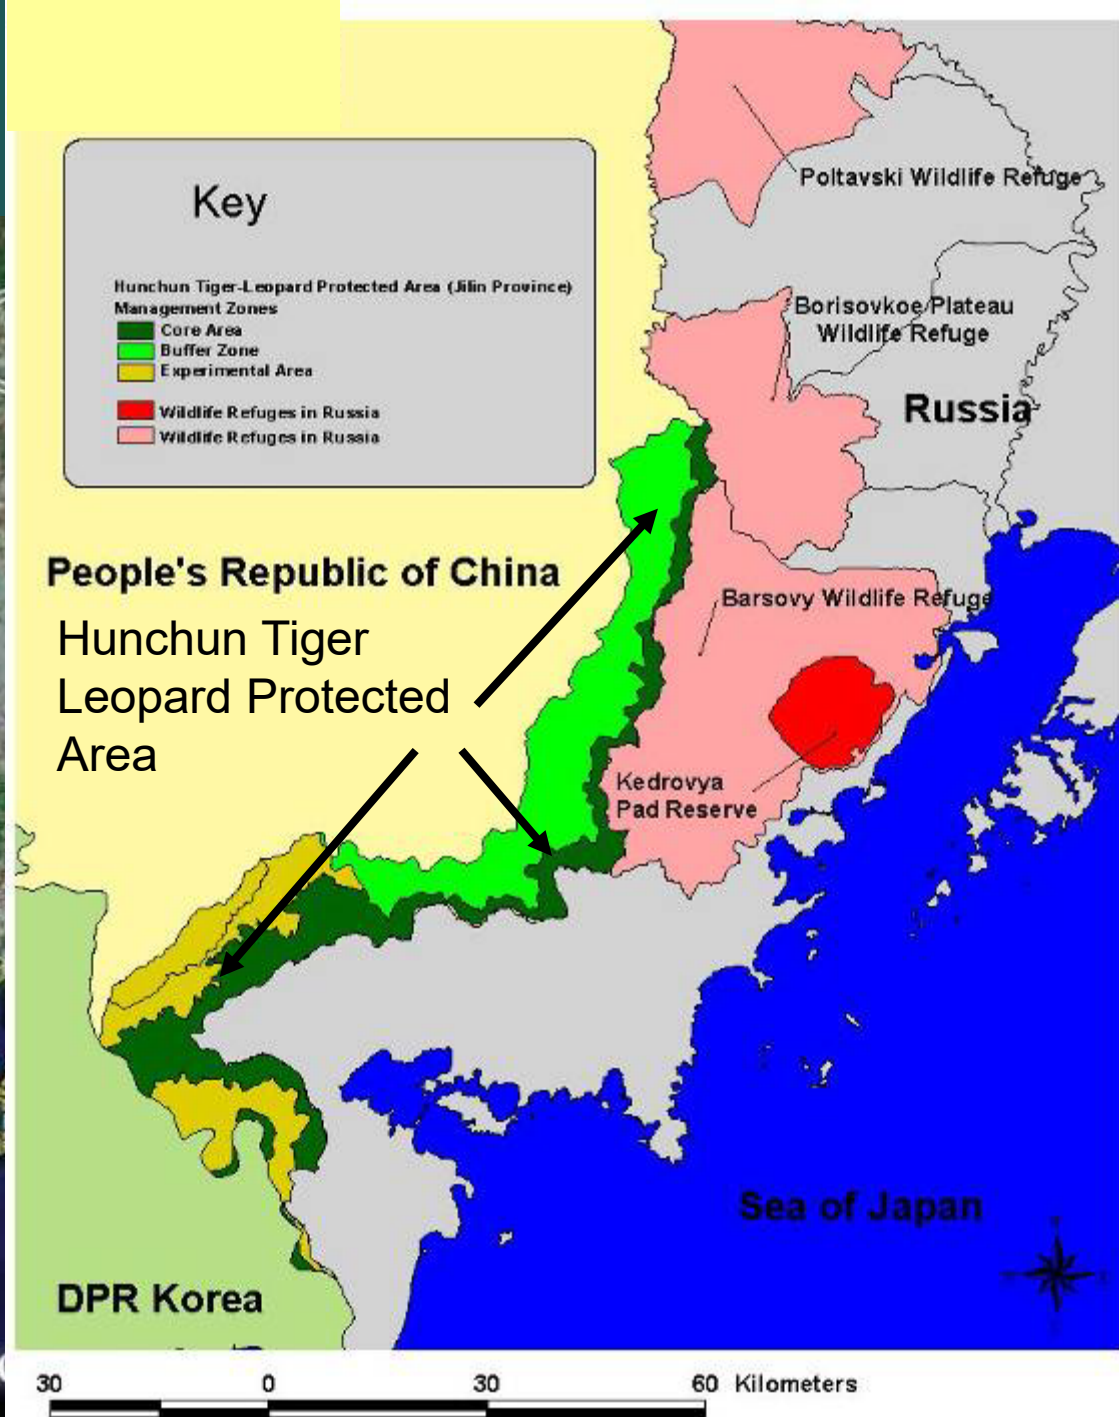 Key
Hunchun Tiger-Leopard Protected Area (Jilin Province)
Management Zones
Core Area
Buffer Zone
Experimental Area
Wildlife Refuges in Russia
Wildlife Refuges in Russia
Poltavski Wildlife Refuge
Borisovkoe Plateau
Wildlife Refuge
Russia
People's Republic of China
Hunchun Tiger
Leopard Protected
Area
Barsovy Wildlife Refuge
Kedrovya
Pad Reserve
Sea of Japan
DPR Korea
30 0 30 60 Kilometers